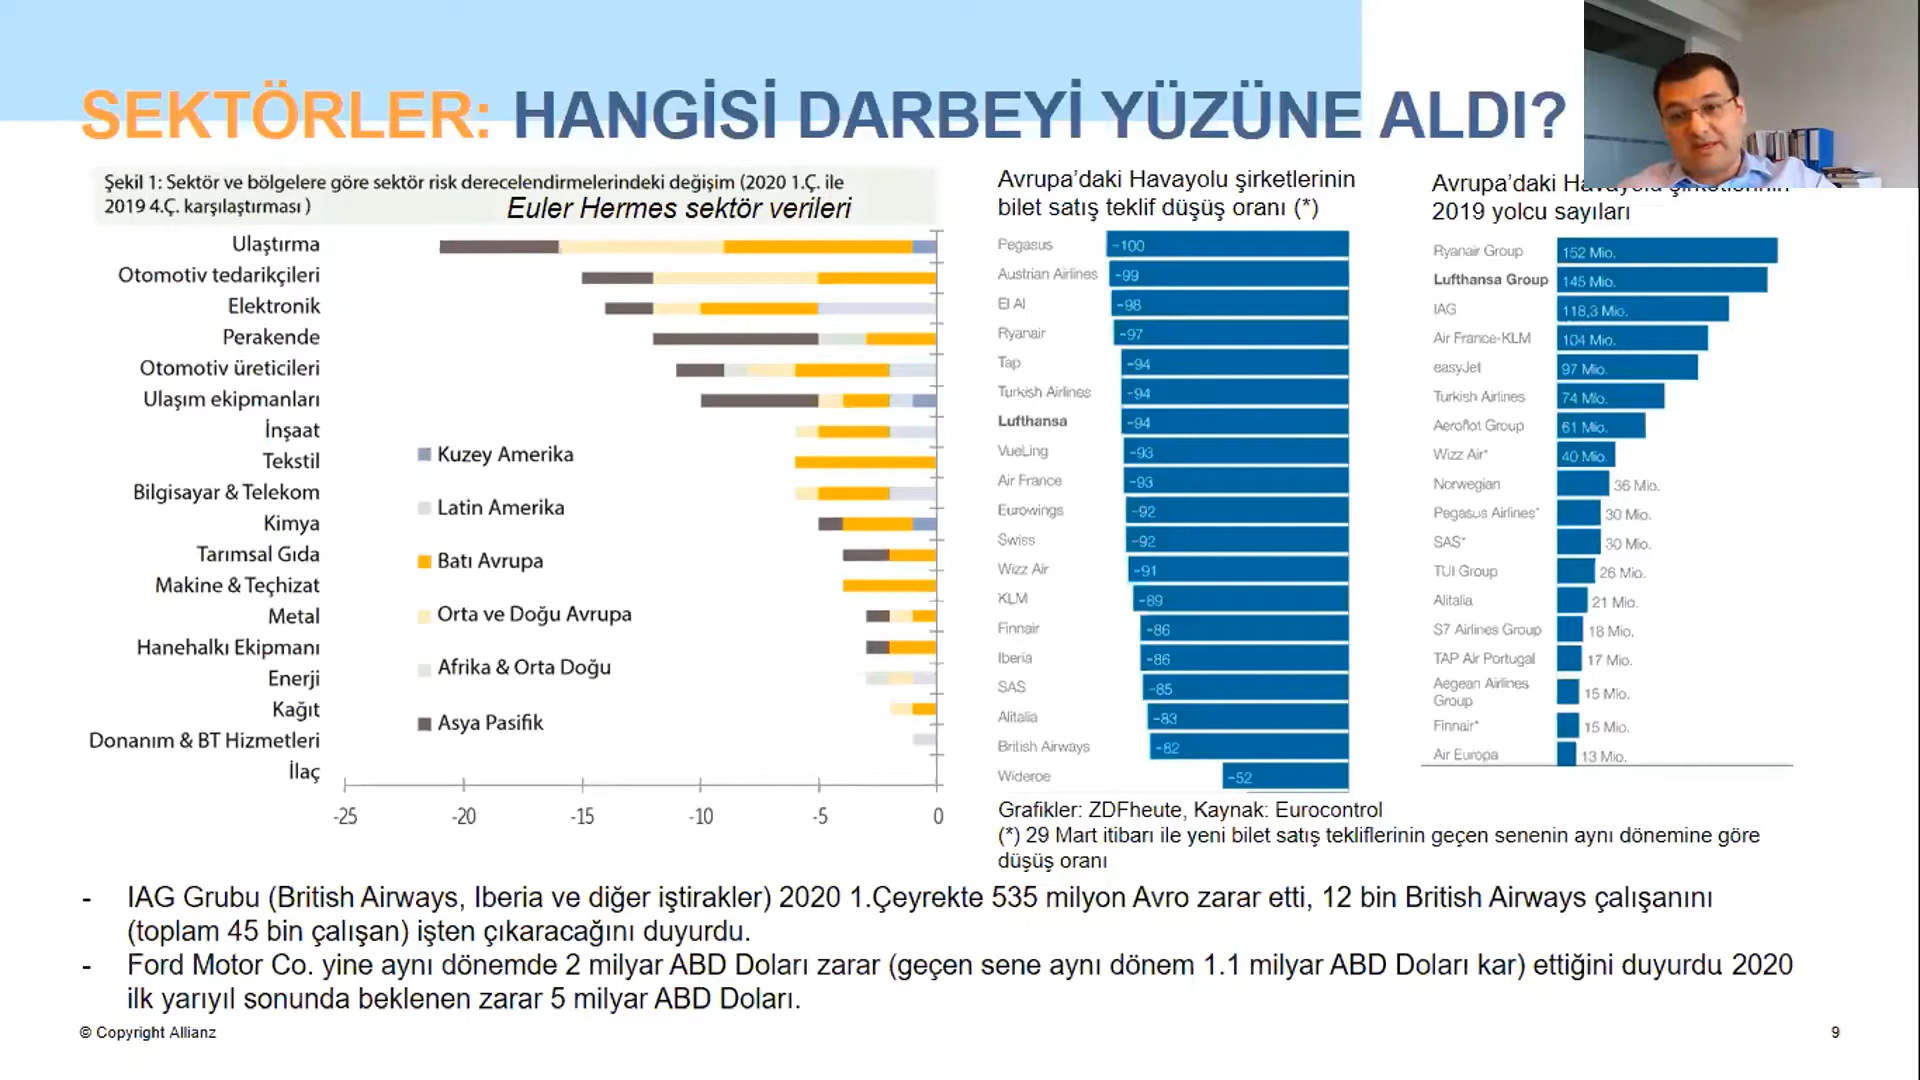 SEKTÖRLER: HANGİSİ DARBEYİ YÜZÜNE ALDI?
Şekil 1: Sektör ve bölgelere göre sektör risk derecelendirmelerindeki değişim (2020 1.Ç. ile
2019 4.Ç. karşılaştırması )
Euler Hermes sektör verileri
Ulaştırma
Otomotiv tedarikçileri
Elektronik
Perakende
Otomotiv üreticileri
Ulaşım ekipmanları
İnşaat
Tekstil
Bilgisayar & Telekom
Kimya
Tarımsal Gıda
Makine & Teçhizat
Metal
Hanehalkı Ekipmanı
Enerji
Kağıt
Donanım & BT Hizmetleri
İlaç
Kuzey Amerika
Latin Amerika
Batı Avrupa
Orta ve Doğu Avrupa
Afrika & Orta Doğu
Asya Pasifik
-25 -20 -15 -10 -5 0
Avrupa'daki Havayolu şirketlerinin
bilet satış teklif düşüş oranı (*)
Pegasus -100
Austrian Airlines -99
El Al -98
Ryanair -97
Tap -94
Turkish Airlines -94
Lufthansa -94
VueLing -93
Air France -93
Eurowings -92
Swiss -92
Wizz Air -91
KLM -89
Finnair -86
Iberia -86
SAS -85
Alitalia -83
British Airways -82
Wideroe -52
Avrupa'daki Havayolu şirketlerinin
2019 yolcu sayıları
Ryanair Group 152 Mio.
Lufthansa Group 145 Mio.
IAG 118,3 Mio.
Air France-KLM 104 Mio.
easyJet 97 Mio.
Turkish Airlines 74 Mio.
Aeroflot Group 61 Mio.
Wizz Air* 40 Mio.
Norwegian 36 Mio.
Pegasus Airlines* 30 Mio.
SAS* 30 Mio.
TUI Group 26 Mio.
Alitalia 21 Mio.
S7 Airlines Group 18 Mio.
TAP Air Portugal 17 Mio.
Aegean Airlines
Group 15 Mio.
Finnair* 15 Mio.
Air Europa 13 Mio.
Grafikler: ZDFheute, Kaynak: Eurocontrol
(*) 29 Mart itibarı ile yeni bilet satış tekliflerinin geçen senenin aynı dönemine göre
düşüş oranı
- IAG Grubu (British Airways, Iberia ve diğer iştirakler) 2020 1.Çeyrekte 535 milyon Avro zarar etti, 12 bin British Airways çalışanını
(toplam 45 bin çalışan) işten çıkaracağını duyurdu.
- Ford Motor Co. yine aynı dönemde 2 milyar ABD Doları zarar (geçen sene aynı dönem 1.1 milyar ABD Doları kar) ettiğini duyurdu 2020
ilk yarıyıl sonunda beklenen zarar 5 milyar ABD Doları.
© Copyright Allianz
9